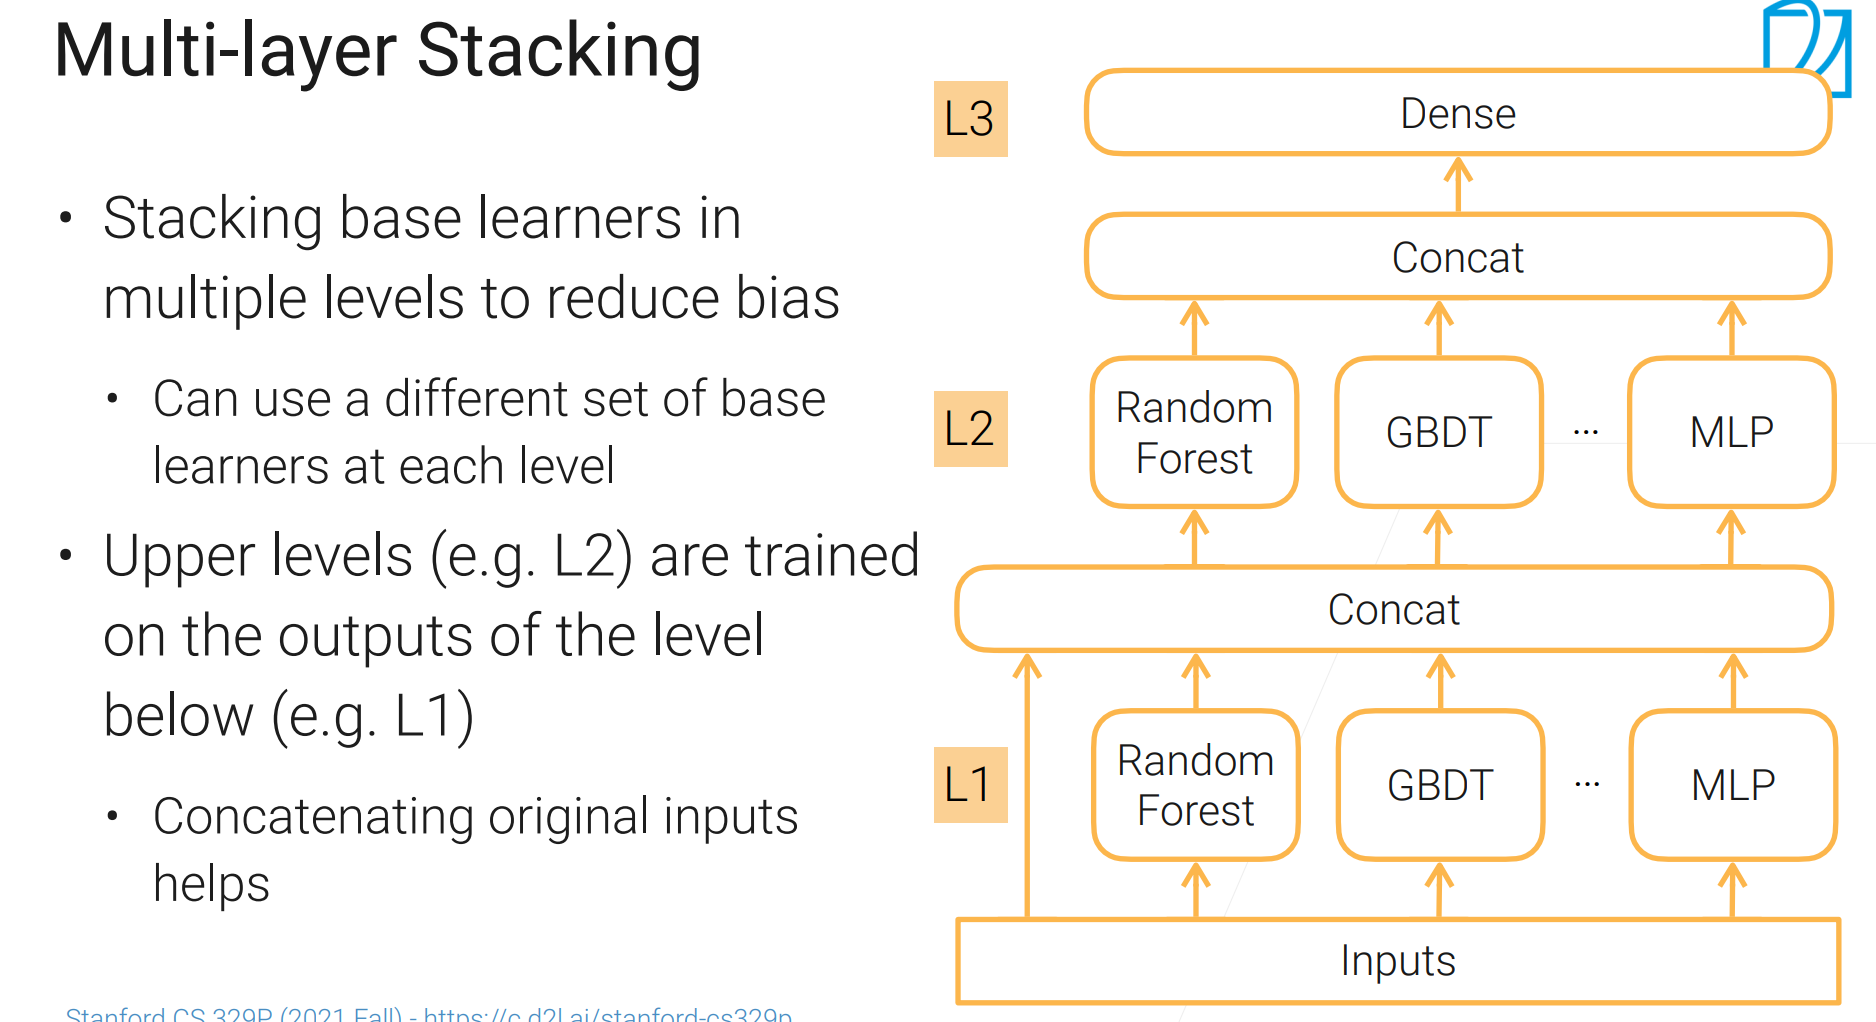 Multi-layer Stacking
• Stacking base learners in
multiple levels to reduce bias
• Can use a different set of base
learners at each level
• Upper levels (e.g. L2) are trained
on the outputs of the level
below (e.g. L1)
• Concatenating original inputs
helps
L3
Dense
Concat
L2
Random
Forest
GBDT
...
MLP
Concat
L1
Random
Forest
GBDT
...
MLP
Inputs
Stanford CS 329P (2021 Fall) - https://c.d2l.ai/stanford-cs329p